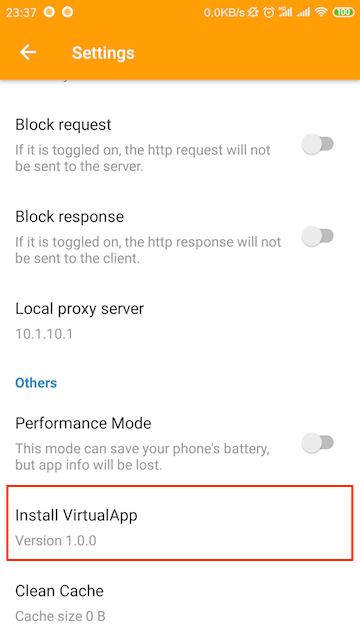 23:37 0.0KB/s 100
Settings
Block request
If it is toggled on, the http request will not
be sent to the server.
Block response
If it is toggled on, the http response will not
be sent to the client.
Local proxy server
10.1.10.1
Others
Performance Mode
This mode can save your phone's battery,
but app info will be lost.
Install VirtualApp
Version 1.0.0
Clean Cache
Cache size 0 B